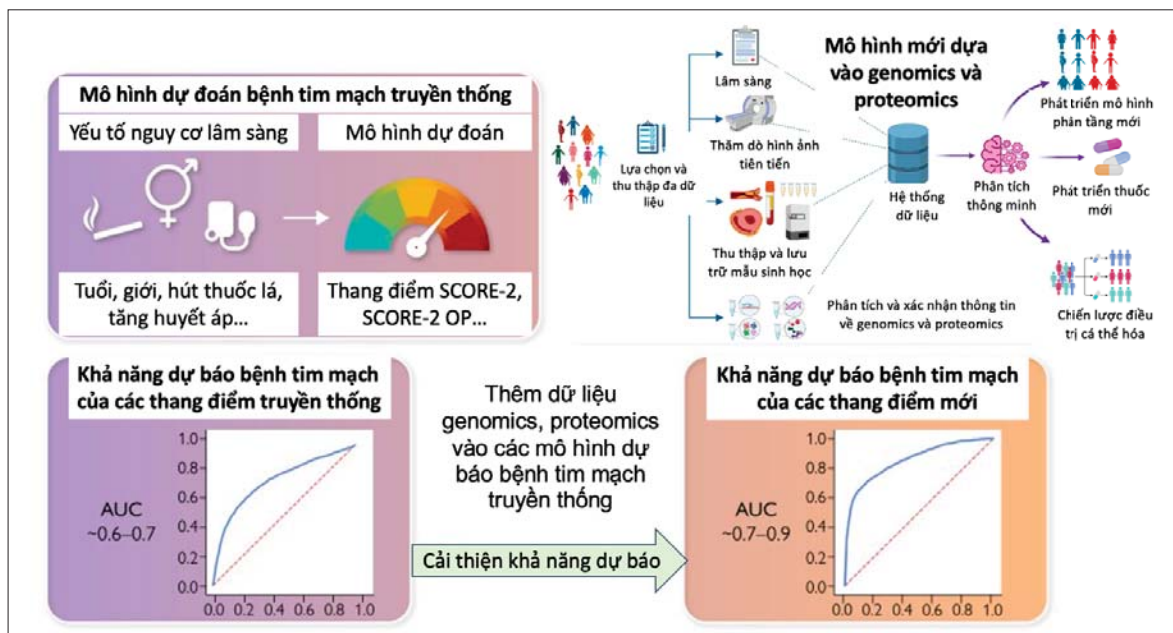 Mô hình dự đoán bệnh tim mạch truyền thống
Yếu tố nguy cơ lâm sàng
Mô hình dự đoán
Tuổi, giới, hút thuốc lá,
tăng huyết áp...
Thang điểm SCORE-2,
SCORE-2 OP...
Mô hình mới dựa
vào genomics và
proteomics
Lựa chọn và
thu thập đa dữ
liệu
Lâm sàng
Thăm dò hình ảnh
tiên tiến
Thu thập và lưu
trữ mẫu sinh học
Phân tích và xác nhận thông tin
về genomics và proteomics
Hệ thống
dữ liệu
Phân tích
thông minh
Phát triển mô hình
phân tầng mới
Phát triển thuốc
mới
Chiến lược điều
trị cá thể hóa
Khả năng dự báo bệnh tim mạch
của các thang điểm truyền thống
AUC
~0.6–0.7
1.0
0.8
0.6
0.4
0.2
0.0
0.0 0.2 0.4 0.6 0.8 1.0
Thêm dữ liệu
genomics, proteomics
vào các mô hình dự
báo bệnh tim mạch
truyền thống
Cải thiện khả năng dự báo
Khả năng dự báo bệnh tim mạch
của các thang điểm mới
AUC
~0.7–0.9
1.0
0.8
0.6
0.4
0.2
0.0
0.0 0.2 0.4 0.6 0.8 1.0